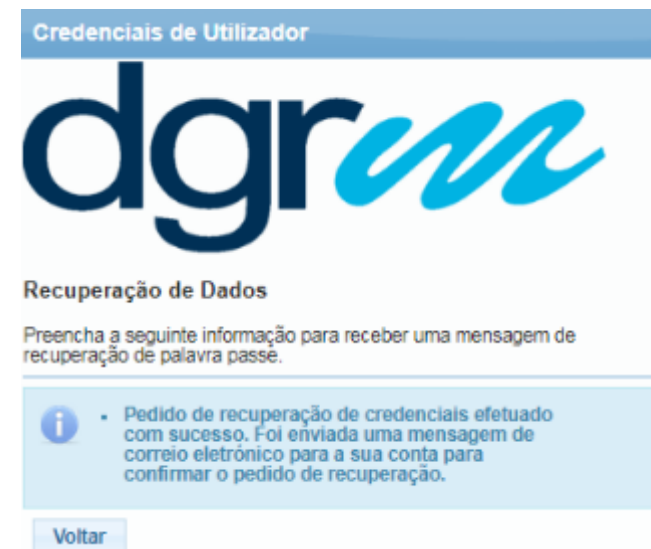 Credenciais de Utilizador
dgrm
Recuperação de Dados
Preencha a seguinte informação para receber uma mensagem de
recuperação de palavra passe.
• Pedido de recuperação de credenciais efetuado
com sucesso. Foi enviada uma mensagem de
correio eletrónico para a sua conta para
confirmar o pedido de recuperação.
Voltar